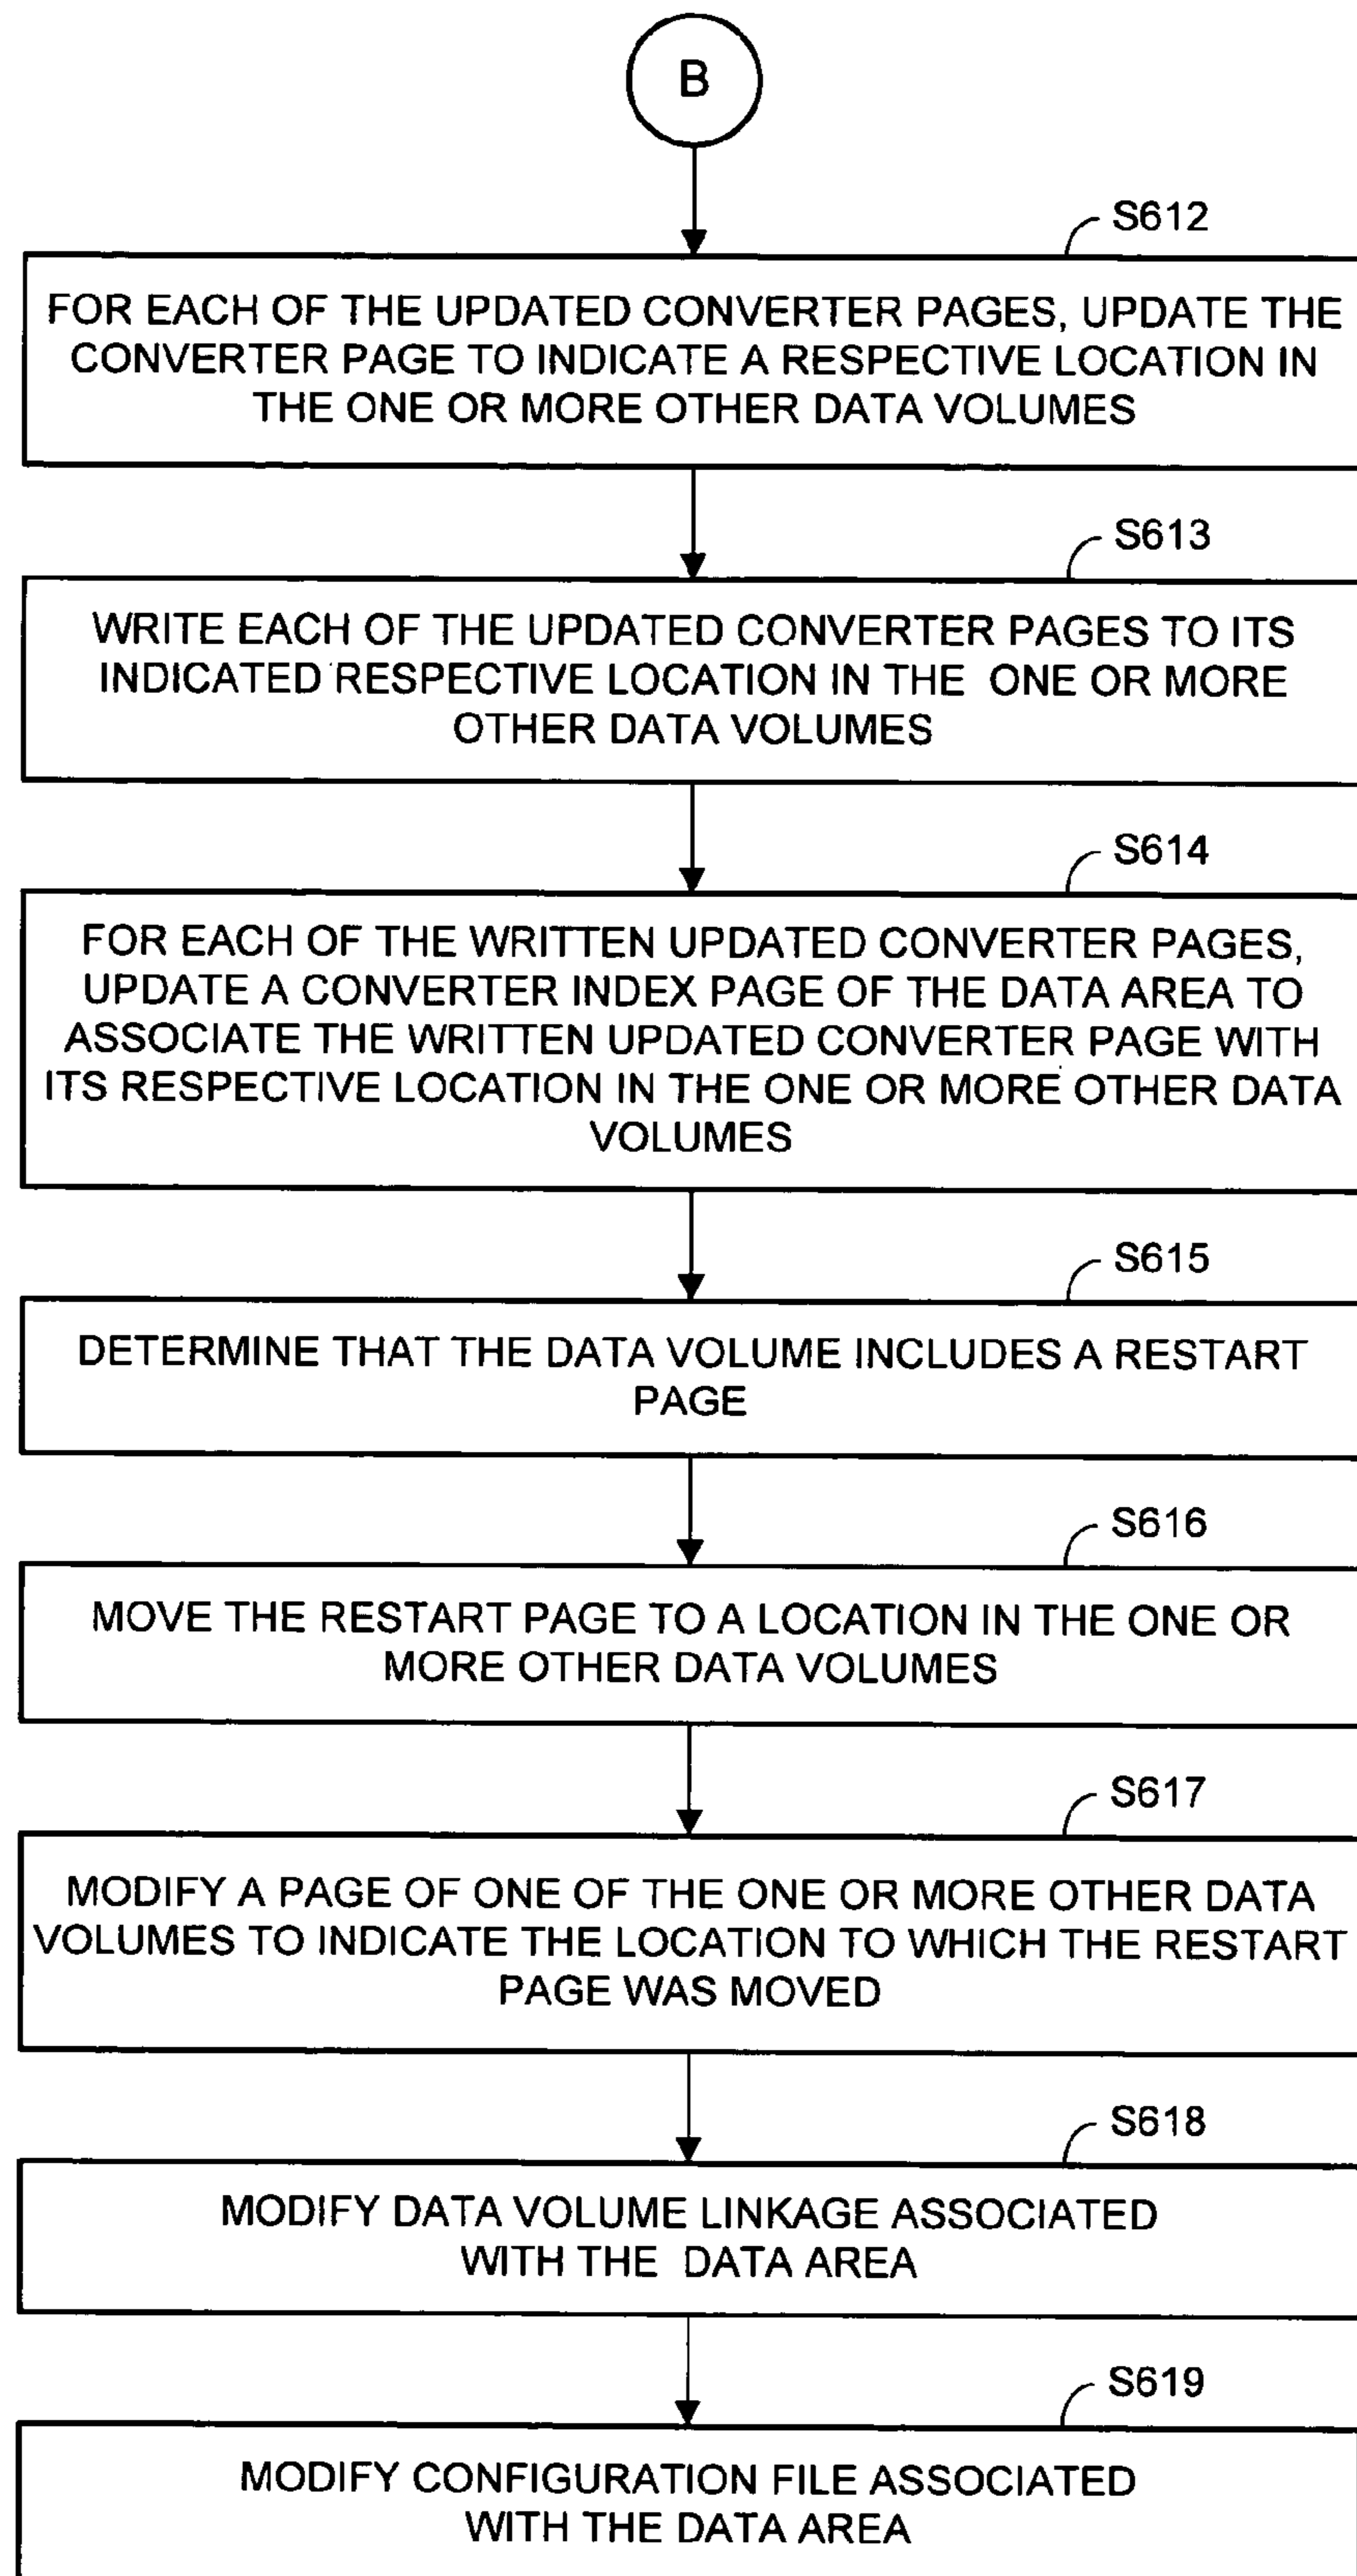 B
S612
FOR EACH OF THE UPDATED CONVERTER PAGES, UPDATE THE
CONVERTER PAGE TO INDICATE A RESPECTIVE LOCATION IN
THE ONE OR MORE OTHER DATA VOLUMES
S613
WRITE EACH OF THE UPDATED CONVERTER PAGES TO ITS
INDICATED RESPECTIVE LOCATION IN THE ONE OR MORE
OTHER DATA VOLUMES
S614
FOR EACH OF THE WRITTEN UPDATED CONVERTER PAGES,
UPDATE A CONVERTER INDEX PAGE OF THE DATA AREA TO
ASSOCIATE THE WRITTEN UPDATED CONVERTER PAGE WITH
ITS RESPECTIVE LOCATION IN THE ONE OR MORE OTHER DATA
VOLUMES
S615
DETERMINE THAT THE DATA VOLUME INCLUDES A RESTART
PAGE
S616
MOVE THE RESTART PAGE TO A LOCATION IN THE ONE OR
MORE OTHER DATA VOLUMES
S617
MODIFY A PAGE OF ONE OF THE ONE OR MORE OTHER DATA
VOLUMES TO INDICATE THE LOCATION TO WHICH THE RESTART
PAGE WAS MOVED
S618
MODIFY DATA VOLUME LINKAGE ASSOCIATED
WITH THE DATA AREA
S619
MODIFY CONFIGURATION FILE ASSOCIATED
WITH THE DATA AREA